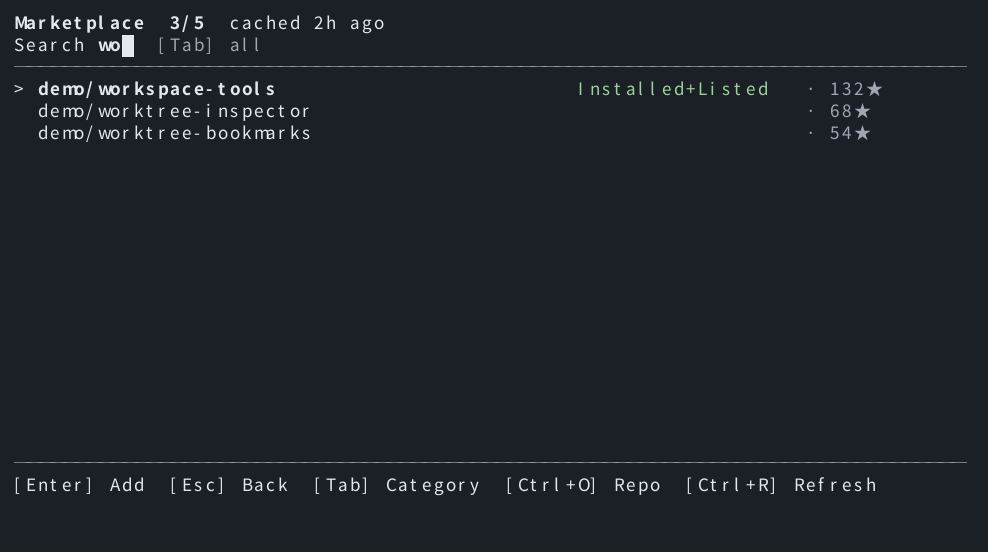 Marketplace 3/5 cached 2h ago
Search wo [Tab] all
> demo/workspace-tools Installed+Listed · 132★
demo/worktree-inspector · 68★
demo/worktree-bookmarks · 54★
[Enter] Add [Esc] Back [Tab] Category [Ctrl+O] Repo [Ctrl+R] Refresh